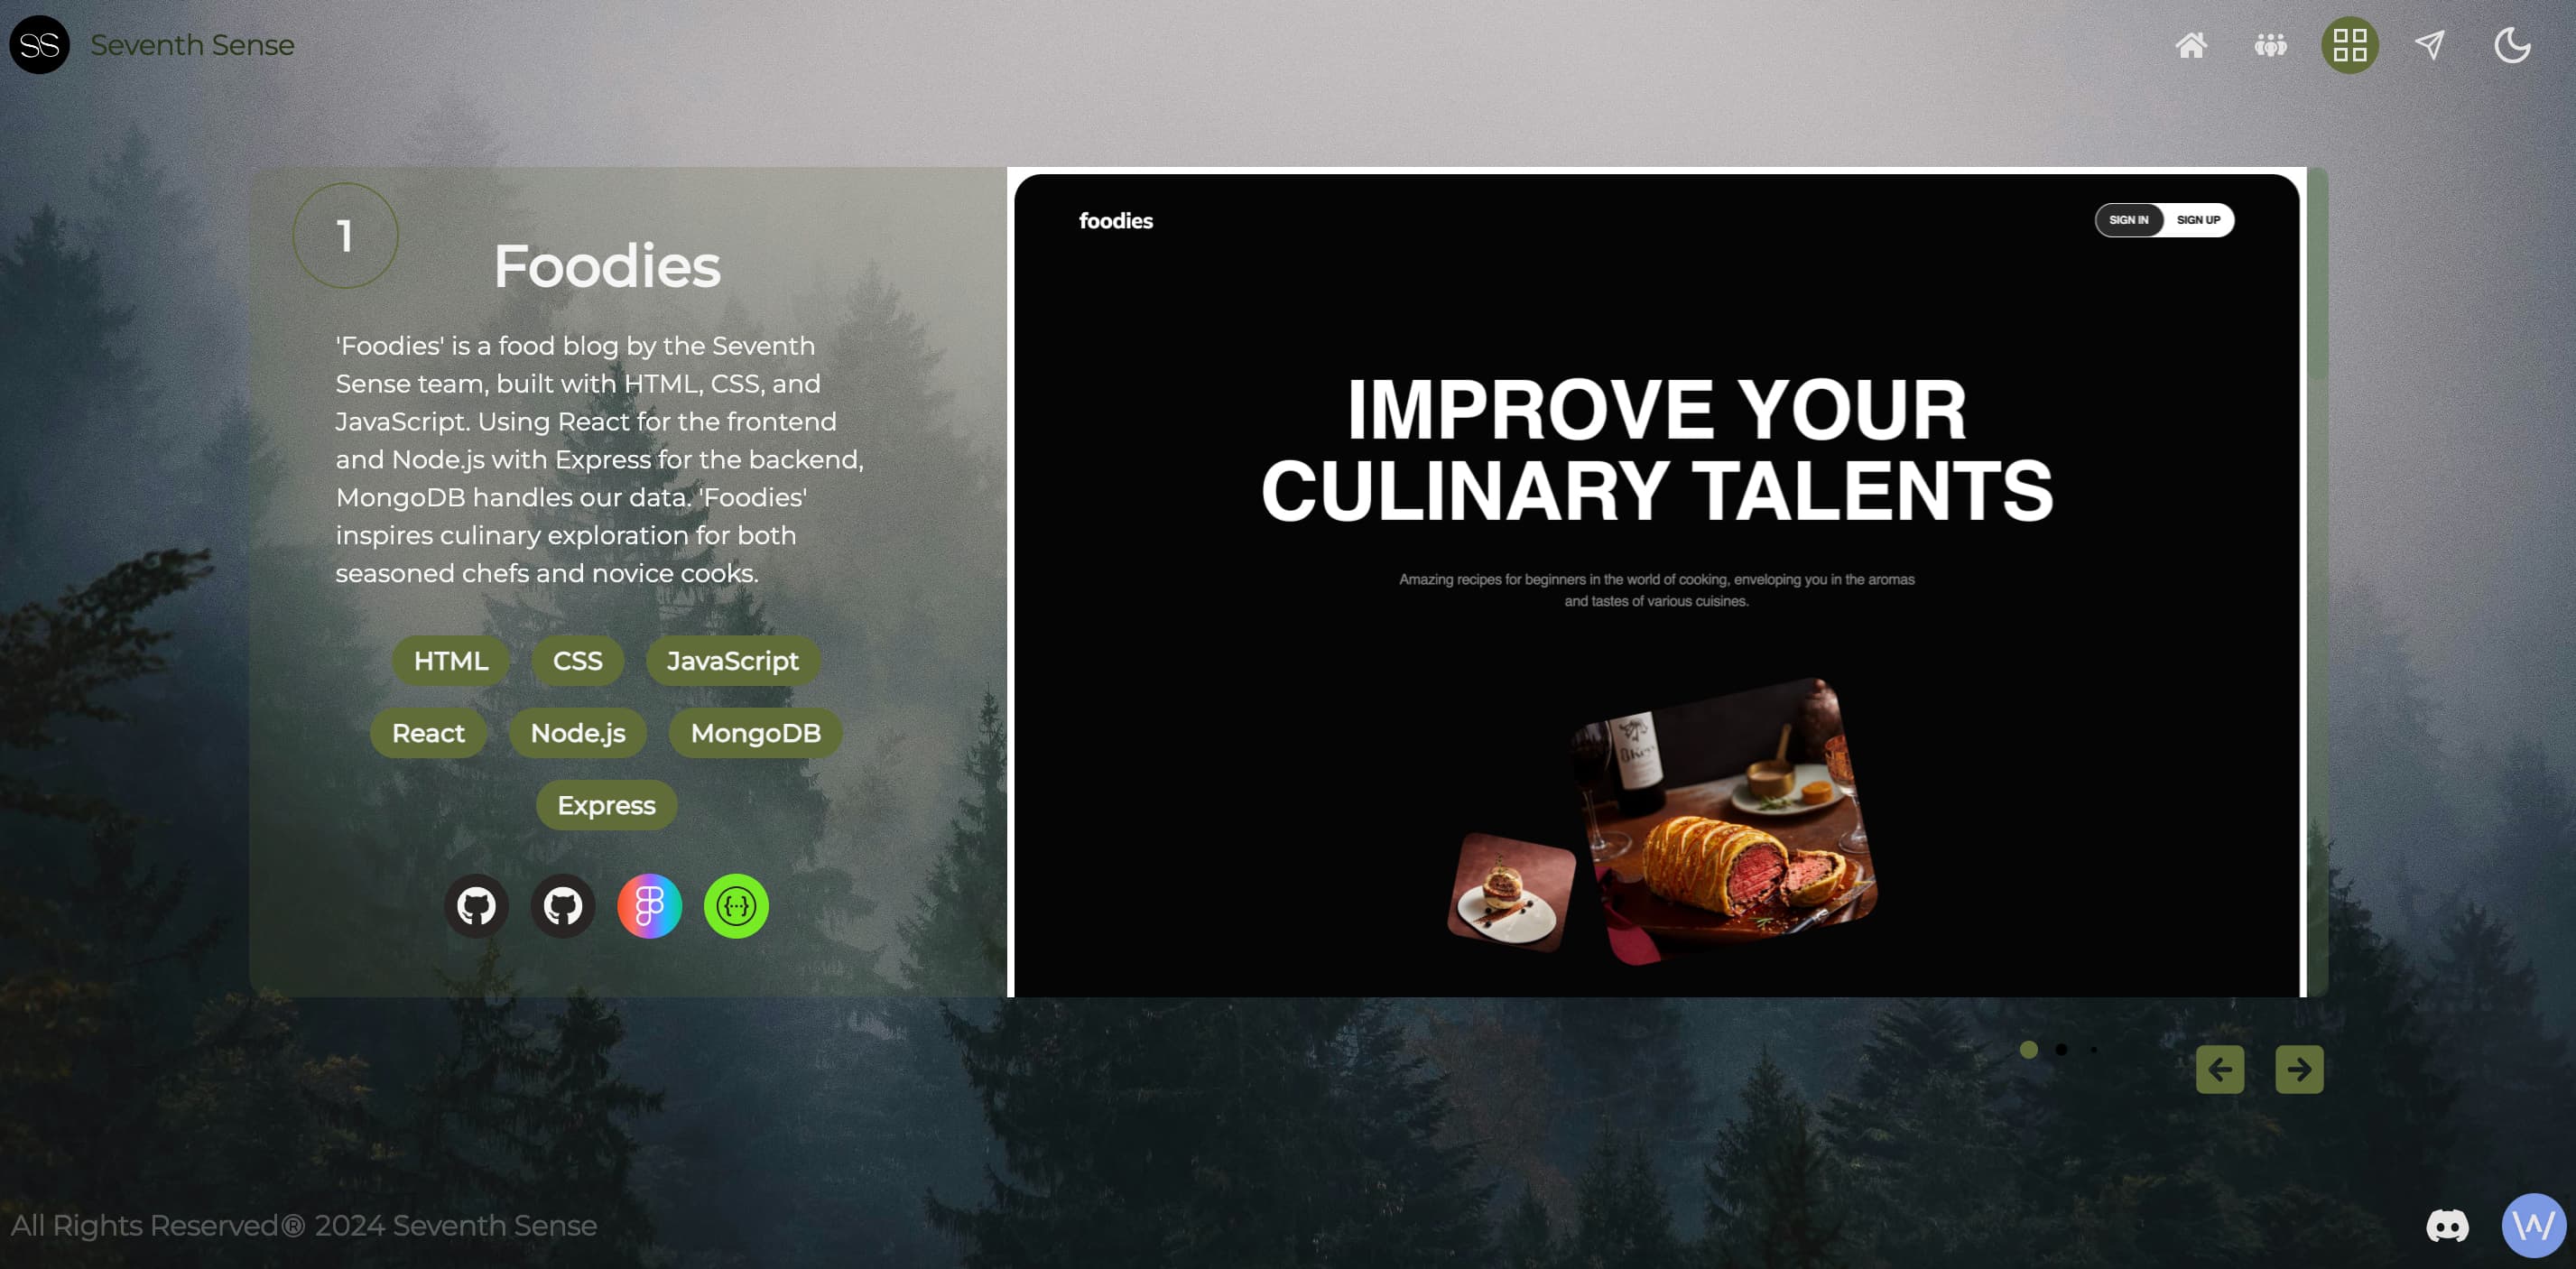 SS Seventh Sense
1
Foodies
'Foodies' is a food blog by the Seventh
Sense team, built with HTML, CSS, and
JavaScript. Using React for the frontend
and Node.js with Express for the backend,
MongoDB handles our data. 'Foodies'
inspires culinary exploration for both
seasoned chefs and novice cooks.
HTML CSS JavaScript
React Node.js MongoDB
Express
{...}
foodies
SIGN IN SIGN UP
IMPROVE YOUR
CULINARY TALENTS
Amazing recipes for beginners in the world of cooking, enveloping you in the aromas
and tastes of various cuisines.
All Rights Reserved® 2024 Seventh Sense
W